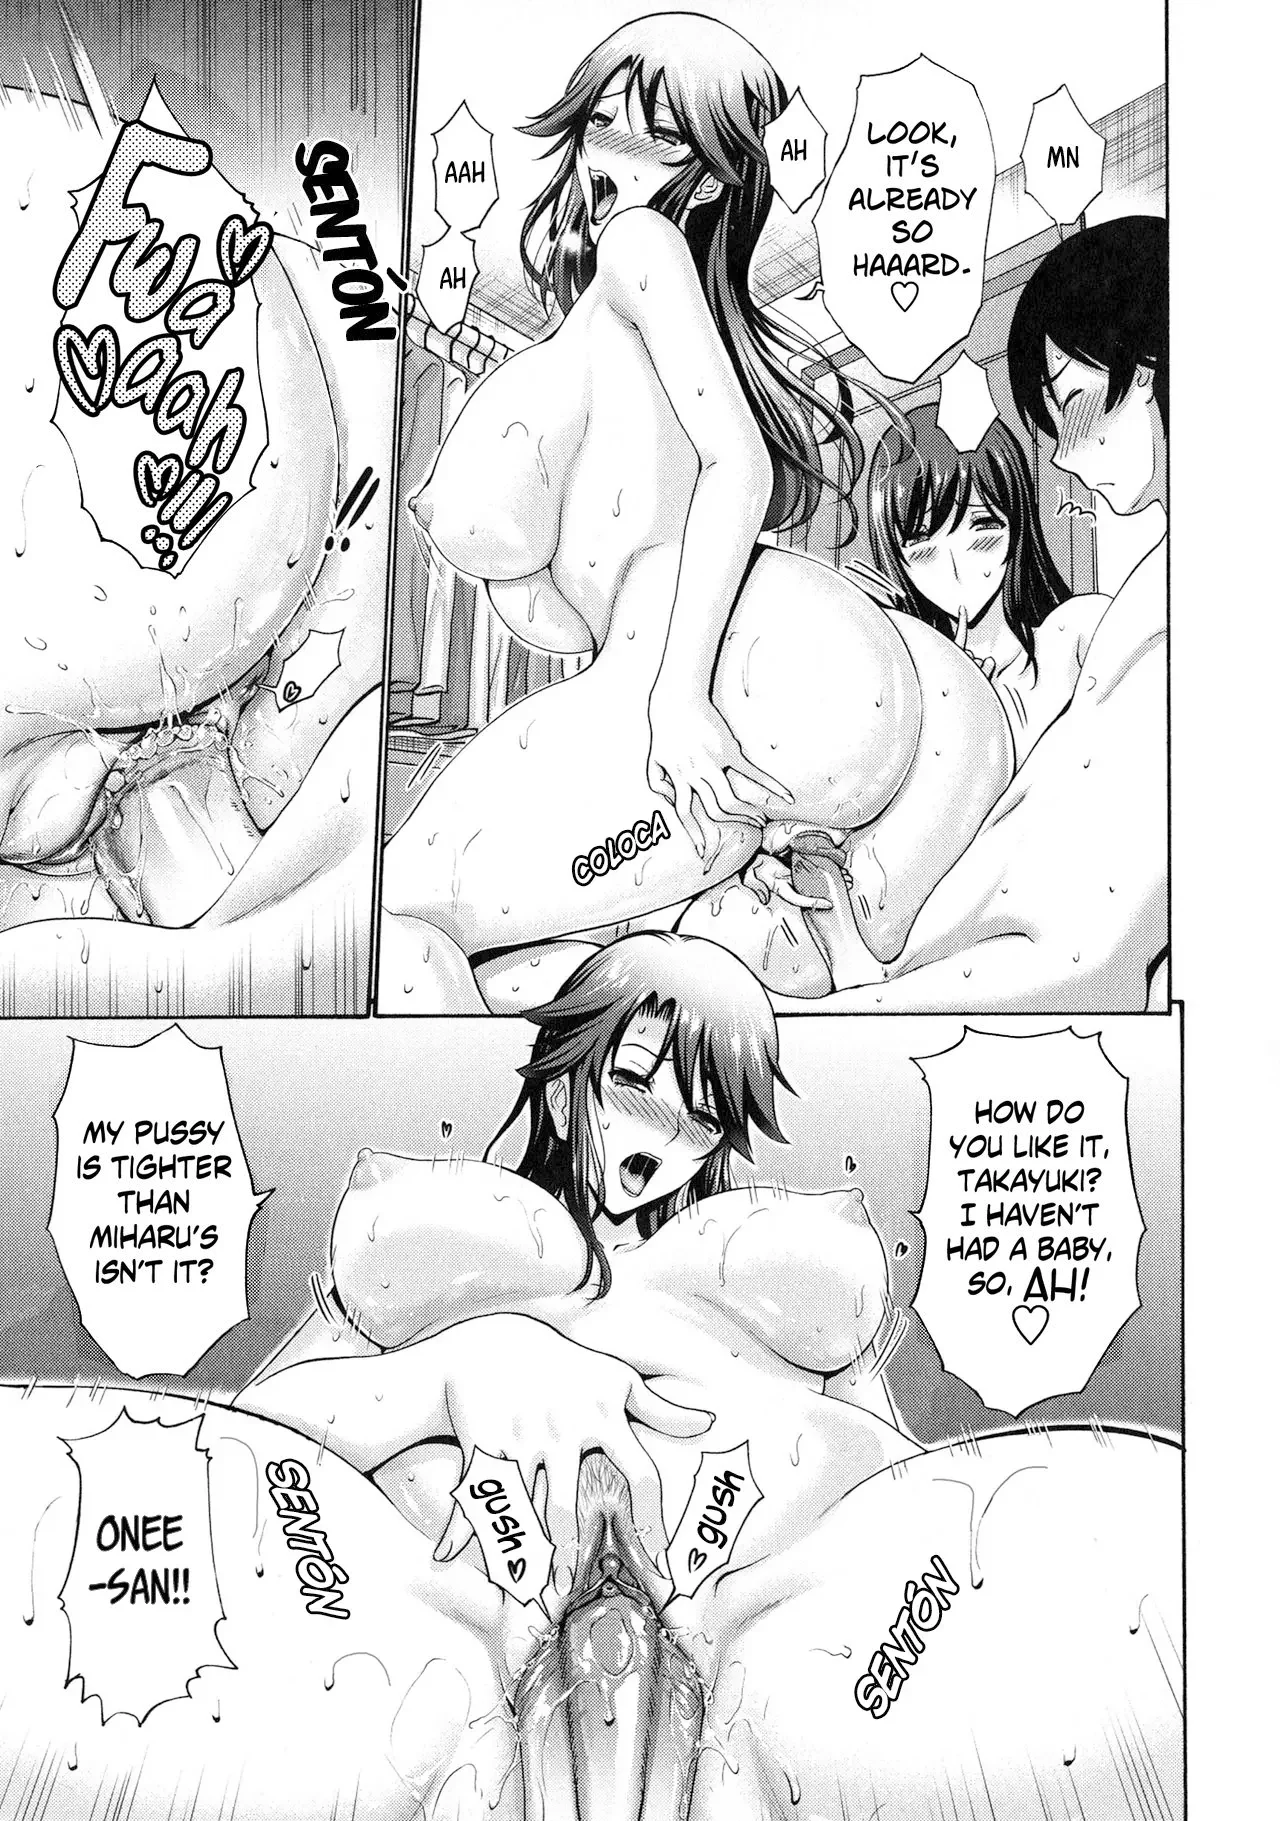 MN
LOOK,
IT'S
ALREADY
SO
HAAARD.
♡
AH
AAH
AH
COLOCA
SENTÓN
Fwa
aaah
!!!
HOW DO
YOU LIKE IT,
TAKAYUKI?
I HAVEN'T
HAD A BABY,
SO, AH!
♡
MY PUSSY
IS TIGHTER
THAN
MIHARU'S
ISN'T IT?
gush
gush
SENTÓN
SENTÓN
ONEE
-SAN!!